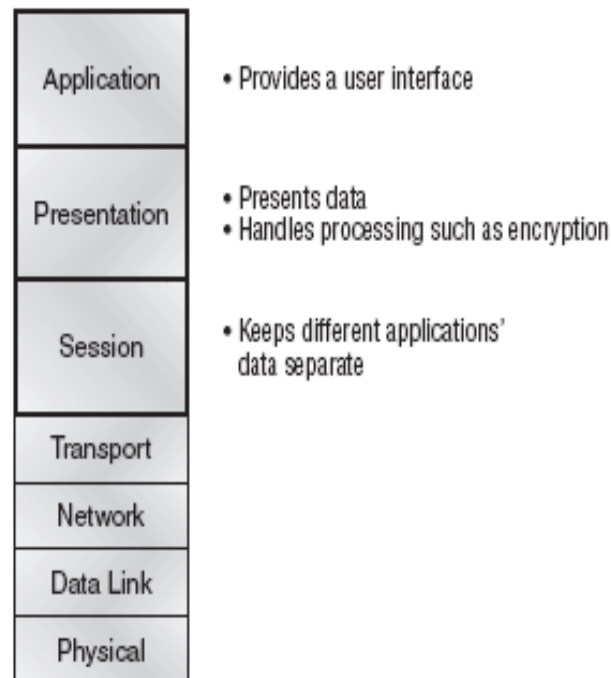 Application
• Provides a user interface
Presentation
• Presents data
• Handles processing such as encryption
Session
• Keeps different applications’
data separate
Transport
Network
Data Link
Physical